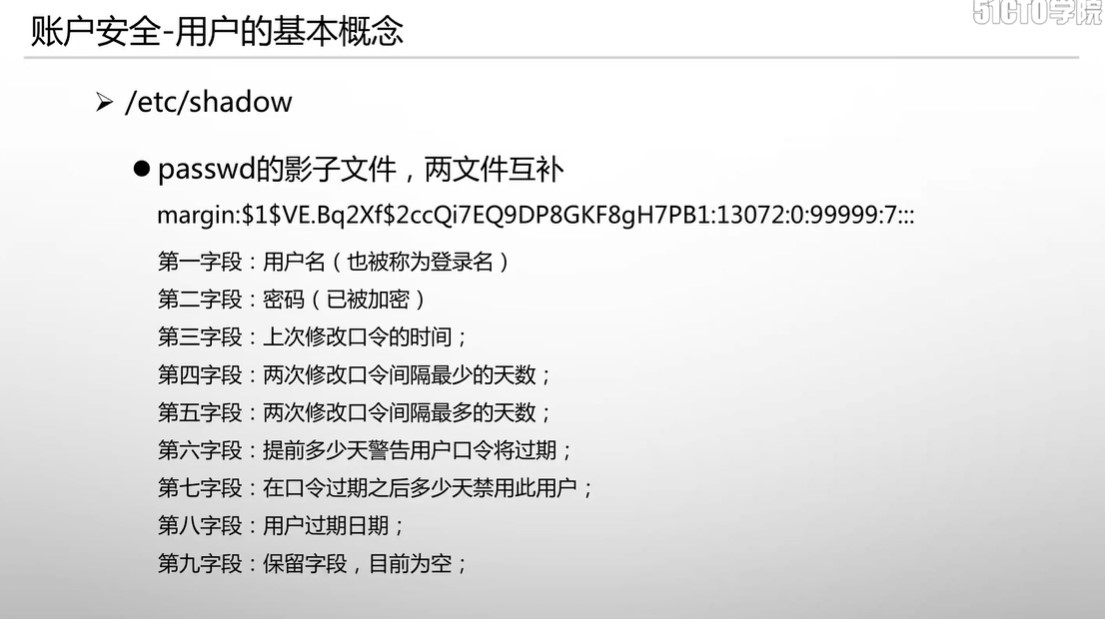 51CTO学院
账户安全-用户的基本概念
➢ /etc/shadow
● passwd的影子文件，两文件互补
margin:$1$VE.Bq2Xf$2ccQi7EQ9DP8GKF8gH7PB1:13072:0:99999:7:::
第一字段：用户名（也被称为登录名）
第二字段：密码（已被加密）
第三字段：上次修改口令的时间；
第四字段：两次修改口令间隔最少的天数；
第五字段：两次修改口令间隔最多的天数；
第六字段：提前多少天警告用户口令将过期；
第七字段：在口令过期之后多少天禁用此用户；
第八字段：用户过期日期；
第九字段：保留字段，目前为空；